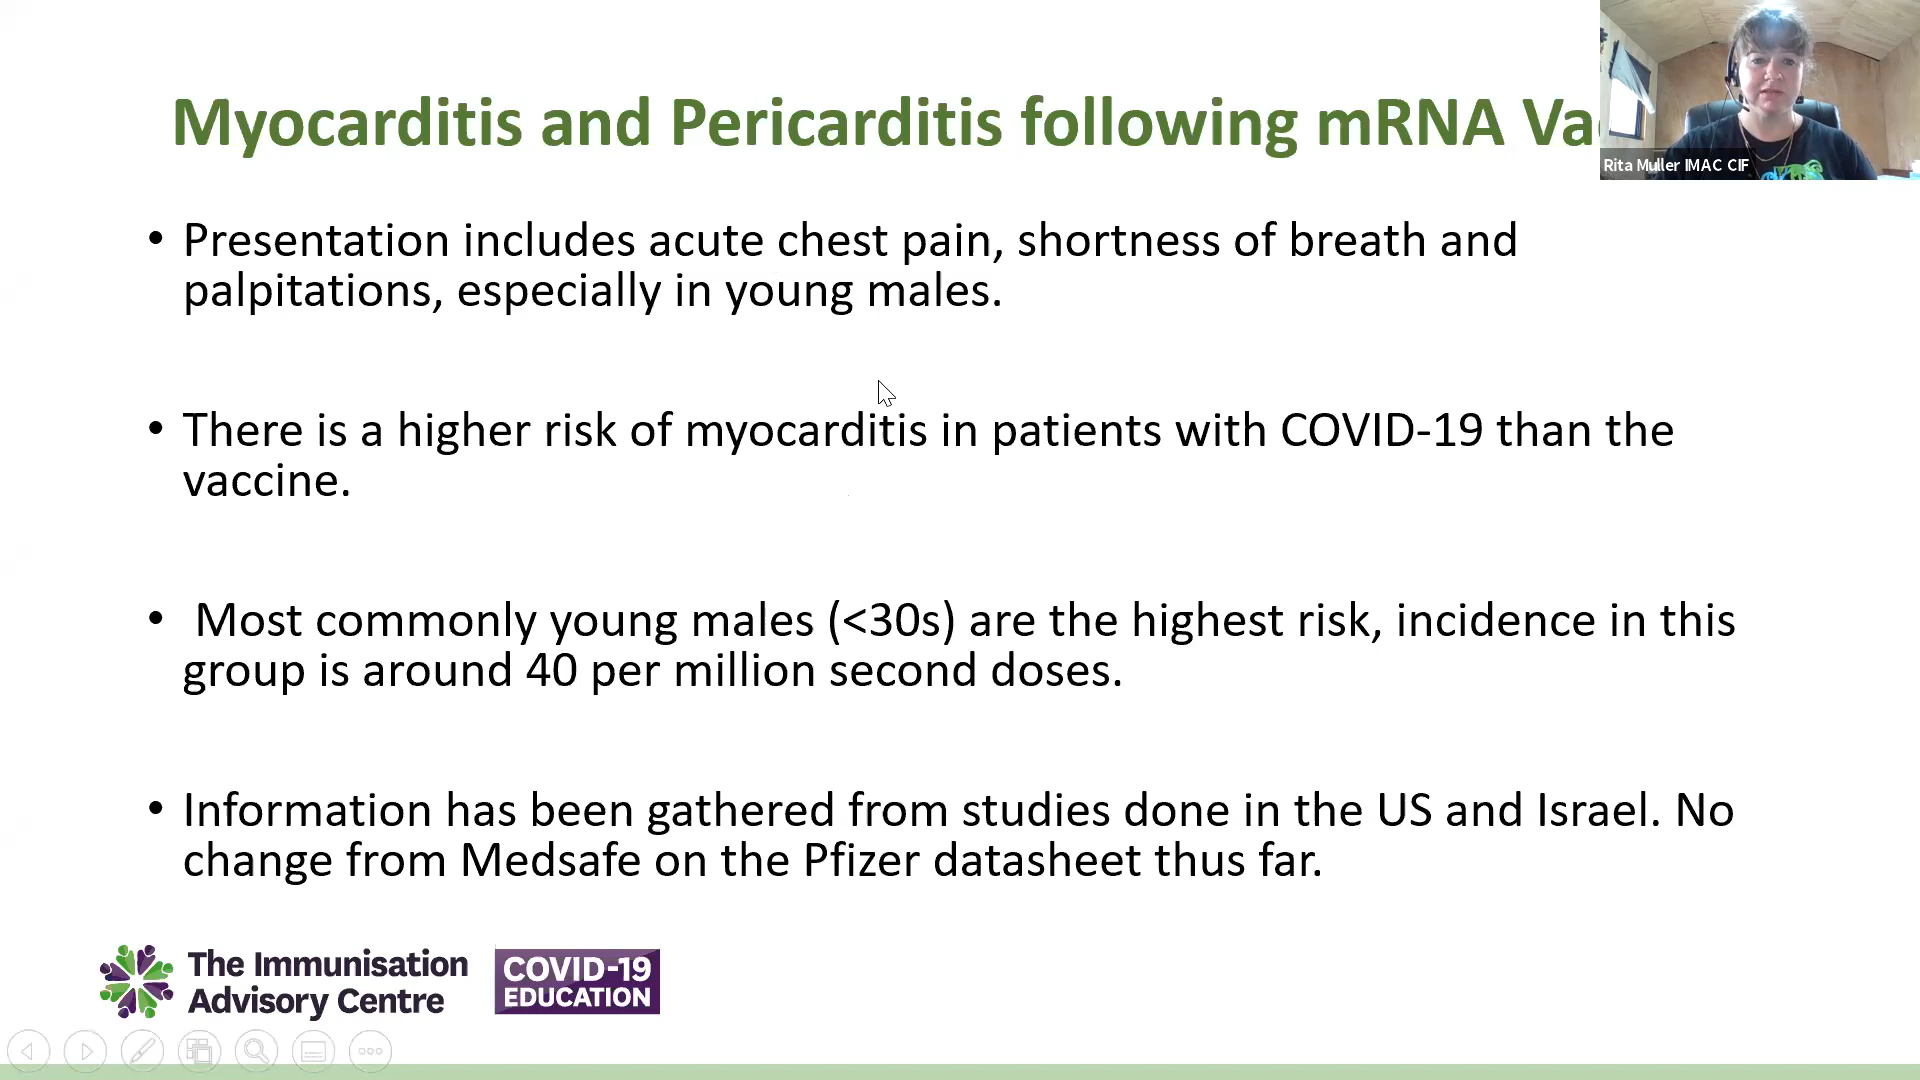 Myocarditis and Pericarditis following mRNA
Rita Muller IMAC CIF
• Presentation includes acute chest pain, shortness of breath and
palpitations, especially in young males.
• There is a higher risk of myocarditis in patients with COVID-19 than the
vaccine.
• Most commonly young males (<30s) are the highest risk, incidence in this
group is around 40 per million second doses.
• Information has been gathered from studies done in the US and Israel. No
change from Medsafe on the Pfizer datasheet thus far.
The Immunisation
Advisory Centre
COVID-19
EDUCATION